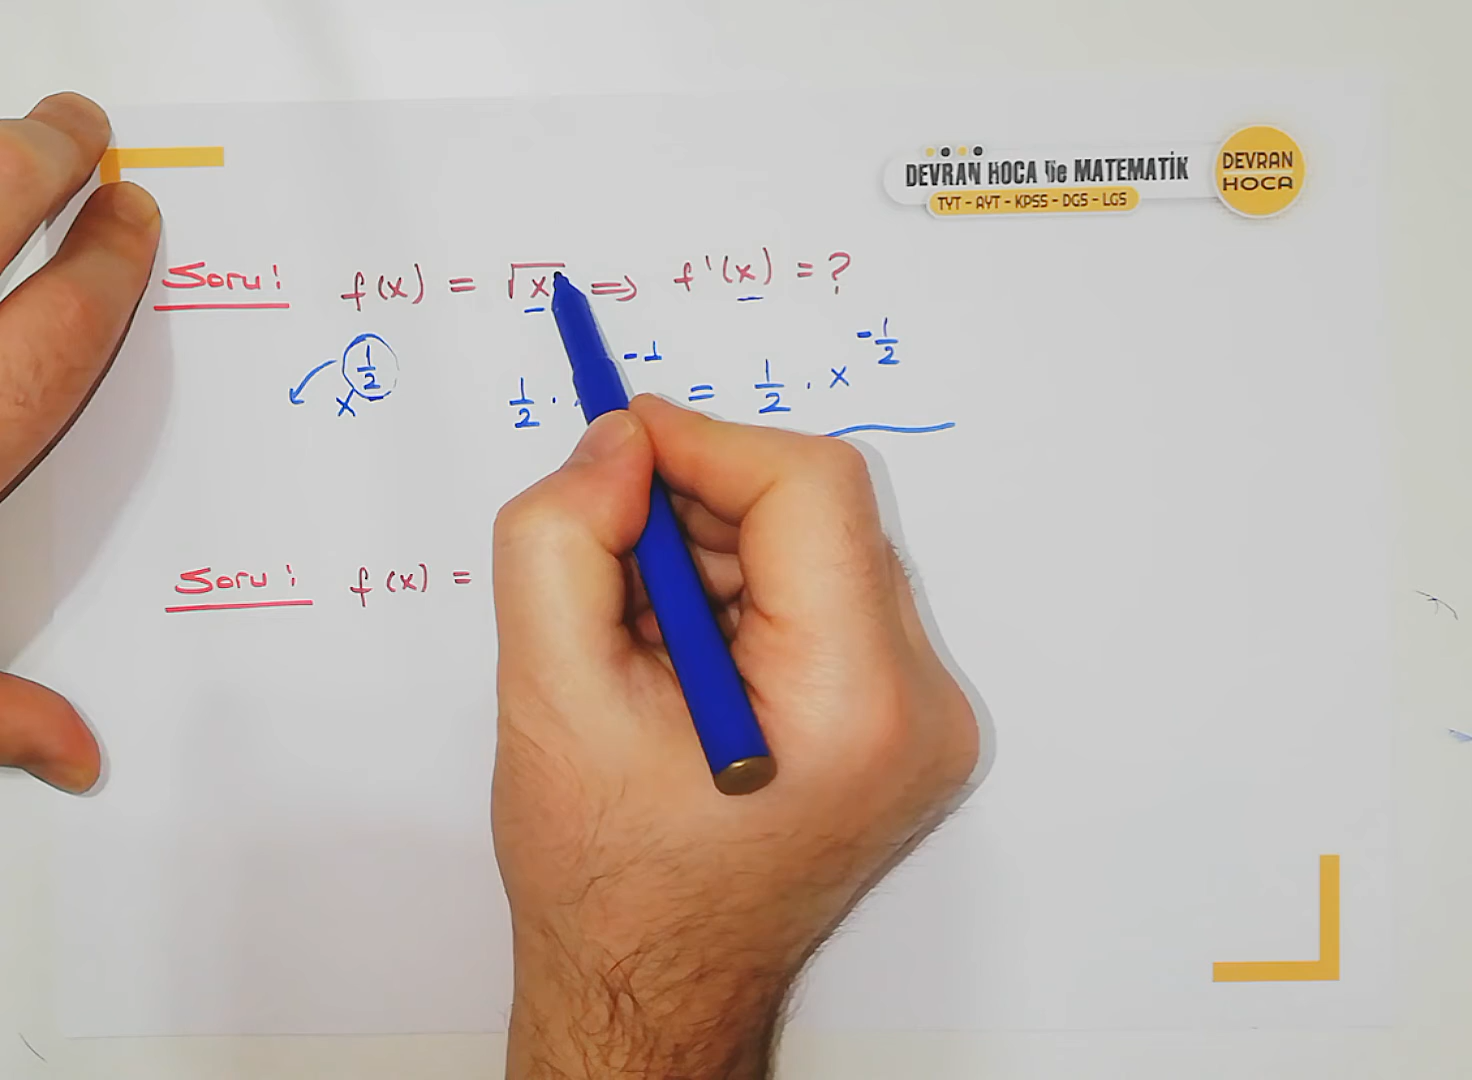 DEVRAN HOCA ile MATEMATİK
TYT - AYT - KPSS - DGS - LGS
DEVRAN
HOCA
Soru: f(x) = √x ⇒ f'(x) = ?
x^(1/2)
1/2 . ^(-1) = 1/2 . x^(-1/2)
Soru: f(x) =